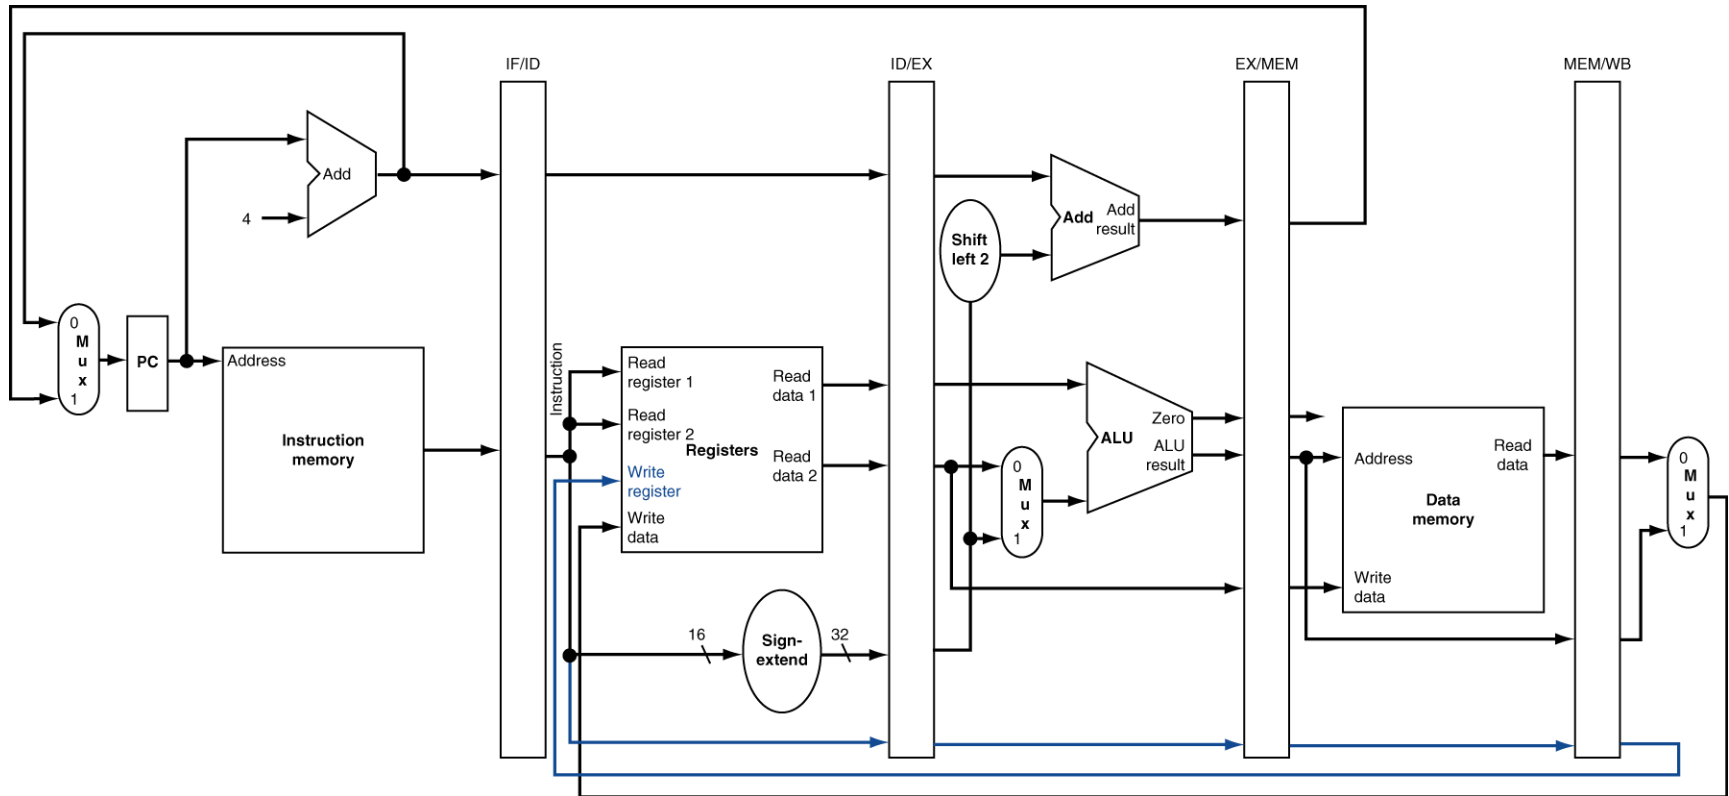 IF/ID
ID/EX
EX/MEM
MEM/WB
Add
4
Add
Add
result
Shift
left 2
0
M
u
x
1
PC
Address
Instruction
memory
Instruction
Read
register 1
Read
register 2
Write
register
Write
data
Registers
Read
data 1
Read
data 2
16
Sign-
extend
32
0
M
u
x
1
ALU
Zero
ALU
result
Address
Read
data
Data
memory
Write
data
0
M
u
x
1